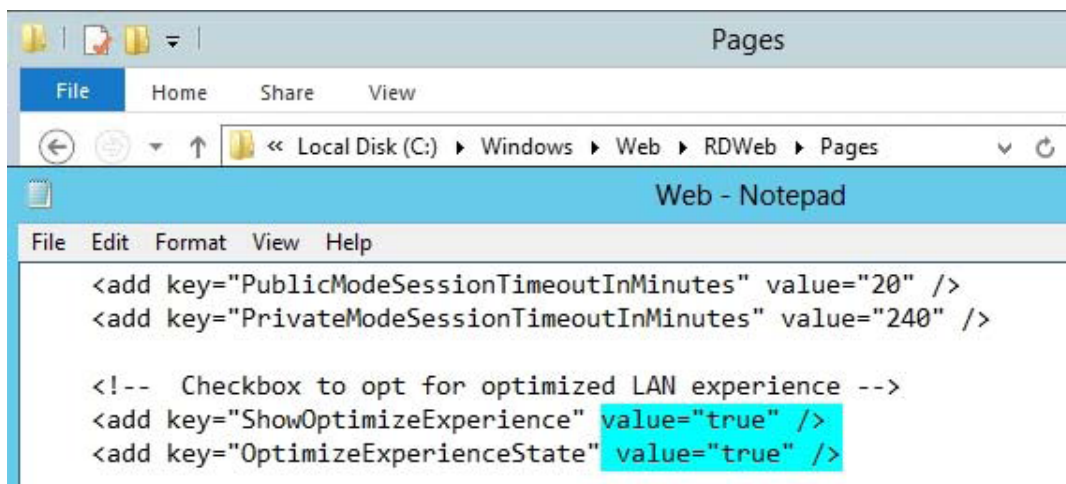 Pages
File Home Share View
« Local Disk (C:) Windows Web RDWeb Pages
Web - Notepad
File Edit Format View Help
<add key="PublicModeSessionTimeoutInMinutes" value="20" />
<add key="PrivateModeSessionTimeoutInMinutes" value="240" />
<!--  Checkbox to opt for optimized LAN experience -->
<add key="ShowOptimizeExperience" value="true" />
<add key="OptimizeExperienceState" value="true" />